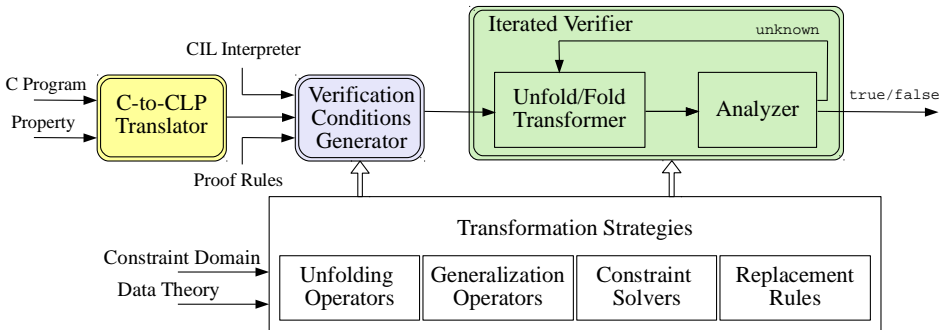 Iterated Verifier
unknown
CIL Interpreter
C Program
Property
C-to-CLP
Translator
Verification
Conditions
Generator
Unfold/Fold
Transformer
Analyzer
true/false
Proof Rules
Transformation Strategies
Constraint Domain
Data Theory
Unfolding
Operators
Generalization
Operators
Constraint
Solvers
Replacement
Rules